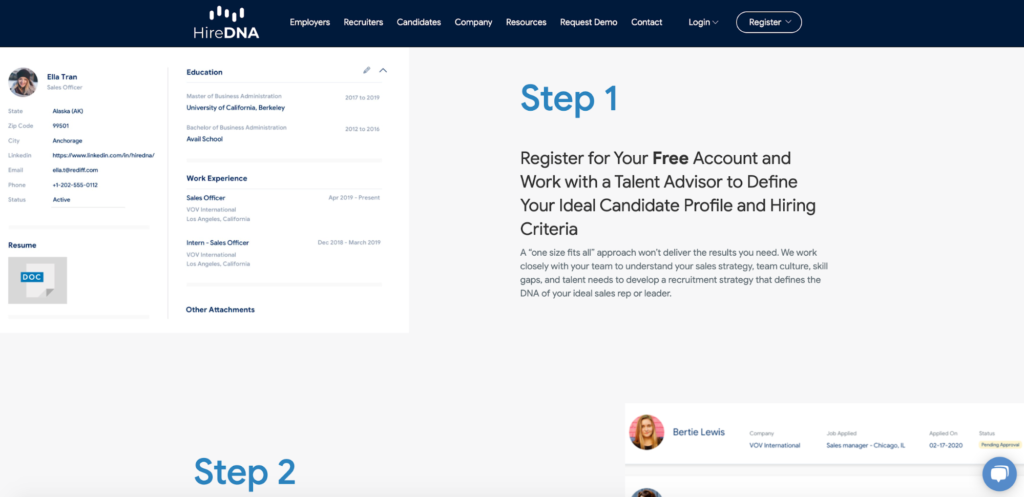 HireDNA
Employers Recruiters Candidates Company Resources Request Demo Contact Login Register
Ella Tran
Sales Officer
State Alaska (AK)
Zip Code 99501
City Anchorage
LinkedIn https://www.linkedin.com/in/hiredna/
Email ella.t@rediff.com
Phone +1-202-555-0112
Status Active
Resume
DOC
Education
Master of Business Administration 2017 to 2019
University of California, Berkeley
Bachelor of Business Administration 2012 to 2016
Avail School
Work Experience
Sales Officer Apr 2019 - Present
VOV International
Los Angeles, California
Intern - Sales Officer Dec 2018 - March 2019
VOV International
Los Angeles, California
Other Attachments
Step 1
Register for Your Free Account and
Work with a Talent Advisor to Define
Your Ideal Candidate Profile and Hiring
Criteria
A “one size fits all” approach won’t deliver the results you need. We work
closely with your team to understand your sales strategy, team culture, skill
gaps, and talent needs to develop a recruitment strategy that defines the
DNA of your ideal sales rep or leader.
Step 2
Bertie Lewis
Company Job Applied Applied On Status
VOV International Sales manager - Chicago, IL 02-17-2020 Pending Approval